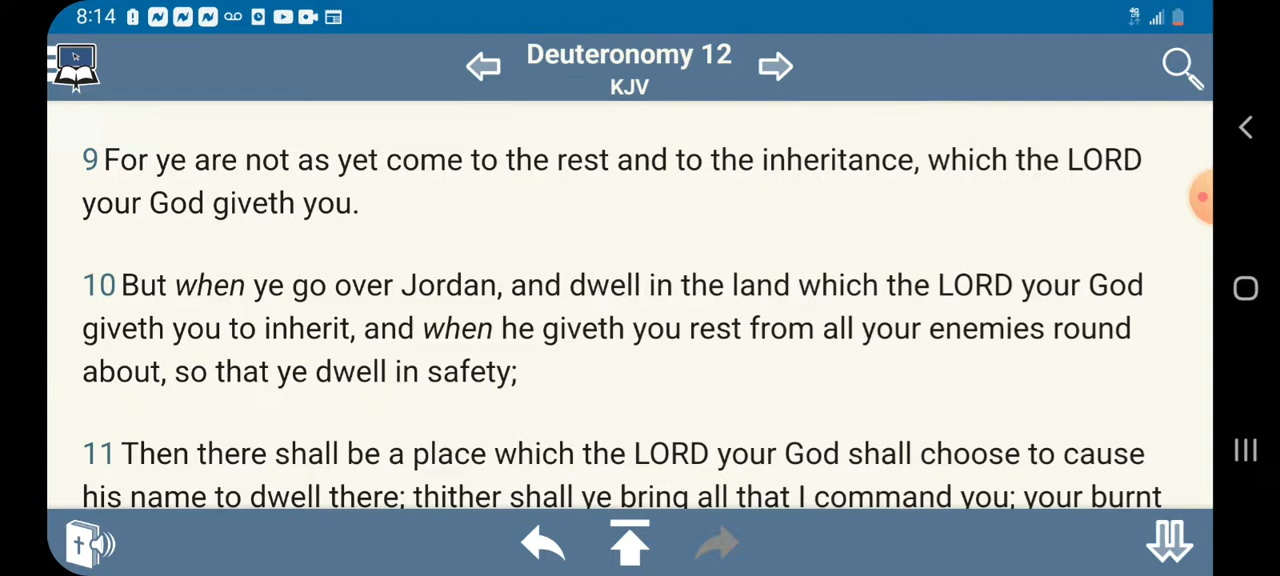 8:14
Deuteronomy 12
KJV
9 For ye are not as yet come to the rest and to the inheritance, which the LORD
your God giveth you.
10 But when ye go over Jordan, and dwell in the land which the LORD your God
giveth you to inherit, and when he giveth you rest from all your enemies round
about, so that ye dwell in safety;
11 Then there shall be a place which the LORD your God shall choose to cause
his name to dwell there; thither shall ye bring all that I command you; your burnt